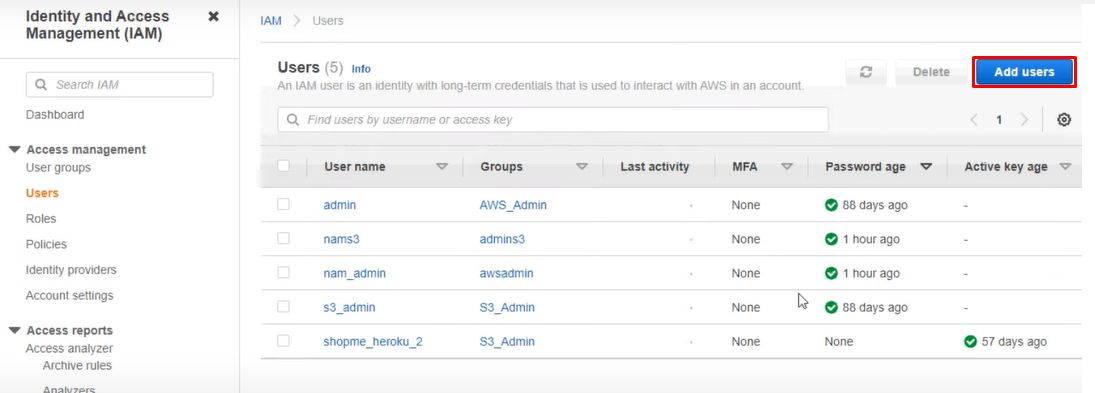 Identity and Access
Management (IAM)
Search IAM
Dashboard
Access management
User groups
Users
Roles
Policies
Identity providers
Account settings
Access reports
Access analyzer
Archive rules
Analyzers
IAM > Users
Users (5) Info
An IAM user is an identity with long-term credentials that is used to interact with AWS in an account.
Delete
Add users
Find users by username or access key
1
User name Groups Last activity MFA Password age Active key age
admin AWS_Admin - None 88 days ago -
nams3 admins3 - None 1 hour ago -
nam_admin awsadmin - None 1 hour ago -
s3_admin S3_Admin - None 88 days ago -
shopme_heroku_2 S3_Admin - None None 57 days ago